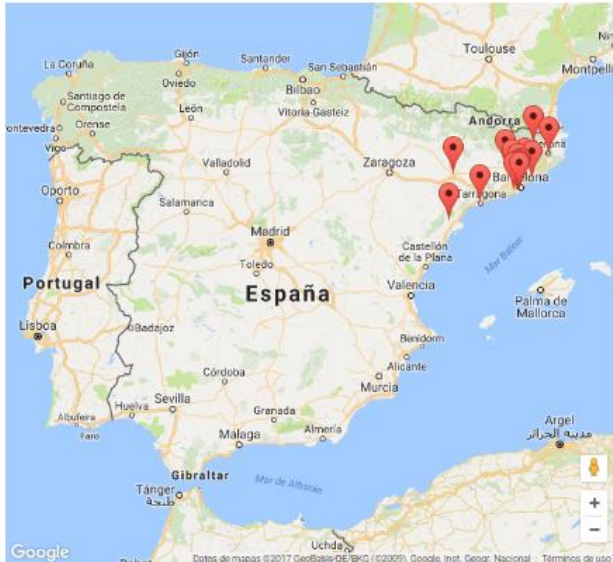 Toulouse
Montpelli
La Coruña
Gijón
Santander
San Sebastián
Oviedo
Bilbao
Santiago de
Compostela
Vitoria-Gasteiz
León
Andorra
Orense
ontevedra
Vigo
Zaragoza
Valladolid
Barcelona
Oporto
Tarragona
Salamanca
Madrid
Coímbra
Castellón
de la Plana
Mar Balear
Toledo
Portugal
España
Valencia
Palma de
Mallorca
Lisboa
Badajoz
Benidorm
Alicante
Córdoba
Murcia
Albufeira
Huelva
Sevilla
Granada
Faro
Málaga
Almería
Argel
مدينة الجزائر
Gibraltar
Mar de Alborán
Tánger
طنجة
+
−
Uchda
Google
Datos de mapas ©2017 GeoBasis-DE/BKG (©2009), Google, Inst. Geogr. Nacional
Términos de uso